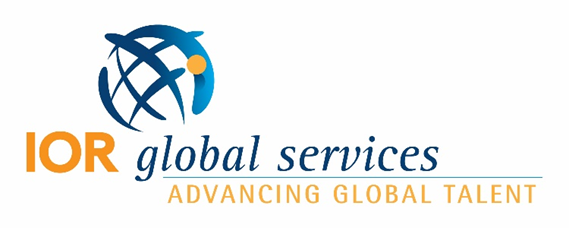 IOR global services
ADVANCING GLOBAL TALENT